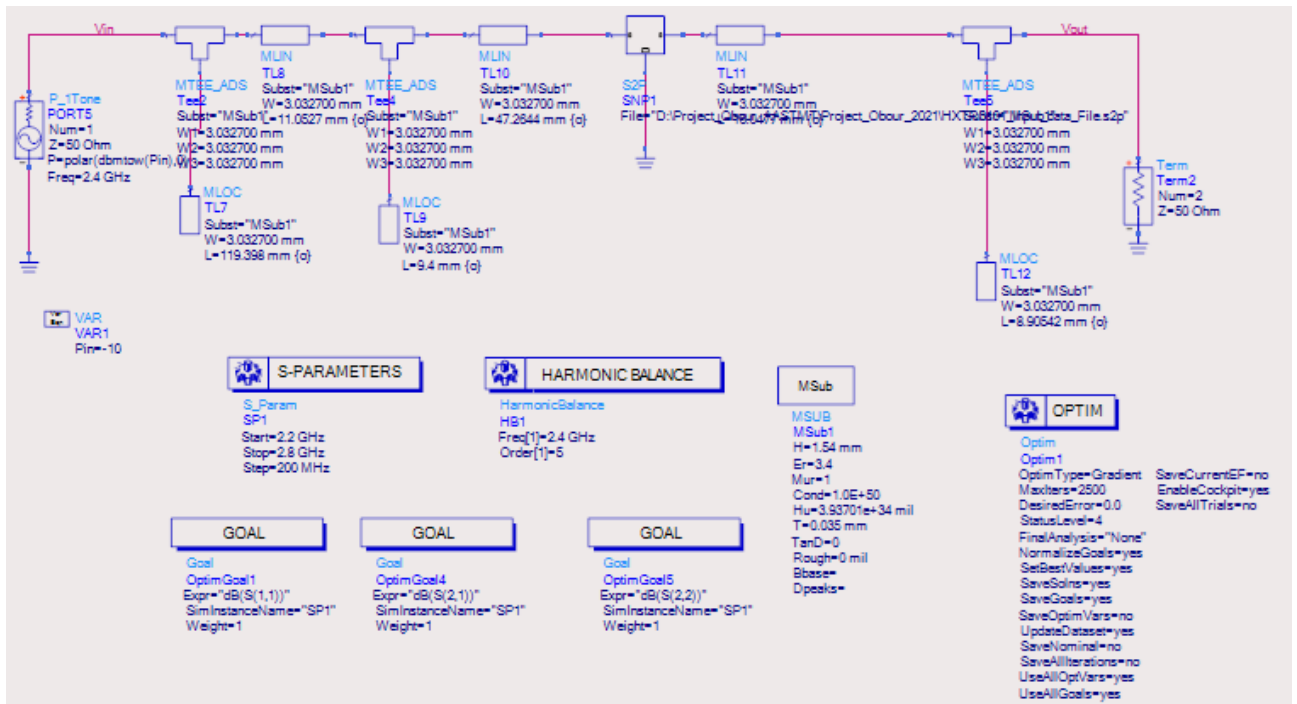 Vin
Vout
P_1Tone
PORT5
Num=1
Z=50 Ohm
P=polar(dbmtow(Pin),0)
Freq=2.4 GHz
MTEE_ADS
Tee2
Subst="MSub1"
W1=3.032700 mm
W2=3.032700 mm
W3=3.032700 mm
MLIN
TL8
Subst="MSub1"
W=3.032700 mm
L=11.0527 mm {o}
MTEE_ADS
Tee4
Subst="MSub1"
W1=3.032700 mm
W2=3.032700 mm
W3=3.032700 mm
MLIN
TL10
Subst="MSub1"
W=3.032700 mm
L=47.2644 mm {o}
S2P
SNP1
MLIN
TL11
Subst="MSub1"
W=3.032700 mm
MTEE_ADS
Tee5
W1=3.032700 mm
W2=3.032700 mm
W3=3.032700 mm
Term
Term2
Num=2
Z=50 Ohm
MLOC
TL7
Subst="MSub1"
W=3.032700 mm
L=119.398 mm {o}
MLOC
TL9
Subst="MSub1"
W=3.032700 mm
L=9.4 mm {o}
MLOC
TL12
Subst="MSub1"
W=3.032700 mm
L=8.90542 mm {o}
VAR
VAR1
Pin=-10
S-PARAMETERS
S_Param
SP1
Start=2.2 GHz
Stop=2.8 GHz
Step=200 MHz
HARMONIC BALANCE
HarmonicBalance
HB1
Freq[1]=2.4 GHz
Order[1]=5
MSub
MSUB
MSub1
H=1.54 mm
Er=3.4
Mur=1
Cond=1.0E+50
Hu=3.93701e+34 mil
T=0.035 mm
TanD=0
Rough=0 mil
Bbase=
Dpeaks=
OPTIM
Optim
Optim1
OptimType=Gradient SaveCurrentEF=no
MaxIters=2500 EnableCockpit=yes
DesiredError=0.0 SaveAllTrials=no
StatusLevel=4
FinalAnalysis="None"
NormalizeGoals=yes
SetBestValues=yes
SaveSolns=yes
SaveGoals=yes
SaveOptimVars=no
UpdateDataset=yes
SaveNominal=no
SaveAllIterations=no
UseAllOptVars=yes
UseAllGoals=yes
GOAL
Goal
OptimGoal1
Expr="dB(S(1,1))"
SimInstanceName="SP1"
Weight=1
GOAL
Goal
OptimGoal4
Expr="dB(S(2,1))"
SimInstanceName="SP1"
Weight=1
GOAL
Goal
OptimGoal5
Expr="dB(S(2,2))"
SimInstanceName="SP1"
Weight=1